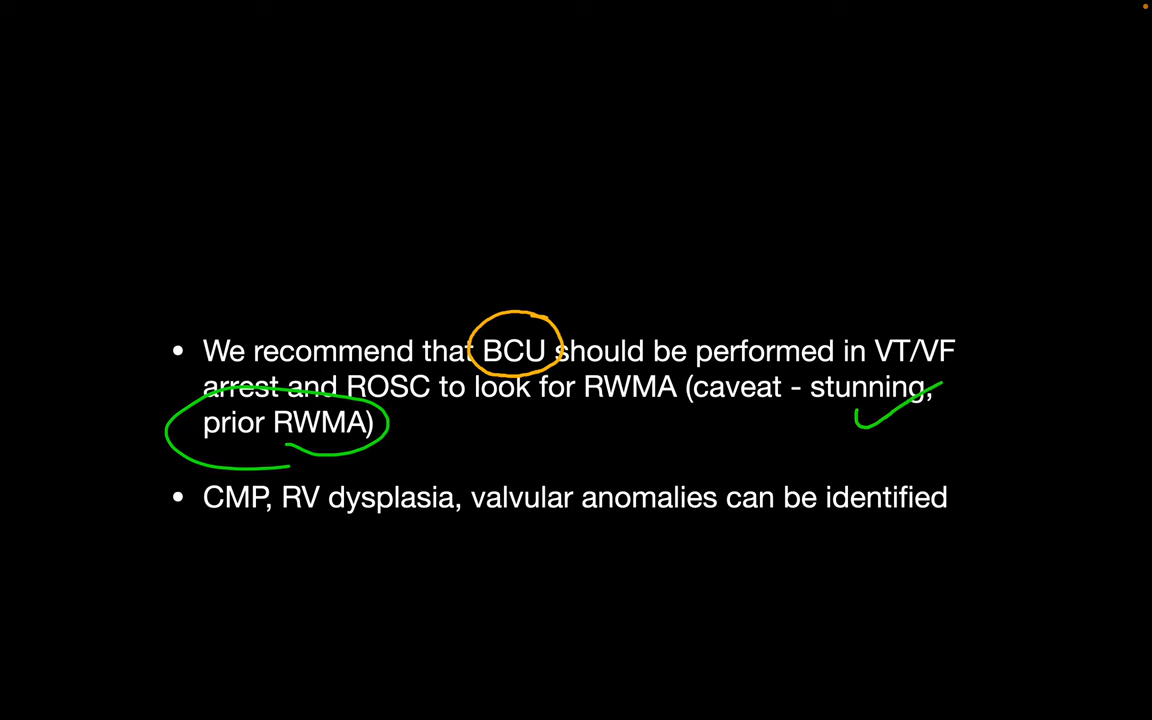 • We recommend that BCU should be performed in VT/VF
arrest and ROSC to look for RWMA (caveat - stunning,
prior RWMA)
• CMP, RV dysplasia, valvular anomalies can be identified